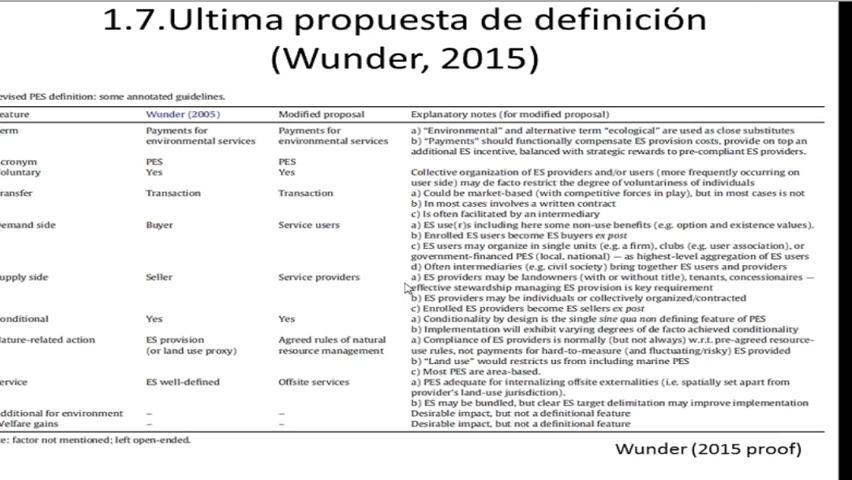 1.7.Ultima propuesta de definición
(Wunder, 2015)
evised PES definition: some annotated guidelines.
eature Wunder (2005) Modified proposal Explanatory notes (for modified proposal)
erm Payments for Payments for a) “Environmental” and alternative term “ecological” are used as close substitutes
environmental services environmental services b) “Payments” should functionally compensate ES provision costs, provide on top an
additional ES incentive, balanced with strategic rewards to pre-compliant ES providers.
cronym PES PES
oluntary Yes Yes Collective organization of ES providers and/or users (more frequently occurring on
user side) may de facto restrict the degree of voluntariness of individuals
ransfer Transaction Transaction a) Could be market-based (with competitive forces in play), but in most cases is not
b) In most cases involves a written contract
c) Is often facilitated by an intermediary
emand side Buyer Service users a) ES use(r)s including here some non-use benefits (e.g. option and existence values).
b) Enrolled ES users become ES buyers ex post
c) ES users may organize in single units (e.g. a firm), clubs (e.g. user association), or
government-financed PES (local, national) — as highest-level aggregation of ES users
d) Often intermediaries (e.g. civil society) bring together ES users and providers
upply side Seller Service providers a) ES providers may be landowners (with or without title), tenants, concessionaires —
effective stewardship managing ES provision is key requirement
b) ES providers may be individuals or collectively organized/contracted
c) Enrolled ES providers become ES sellers ex post
onditional Yes Yes a) Conditionality by design is the single sine qua non defining feature of PES
b) Implementation will exhibit varying degrees of de facto achieved conditionality
ature-related action ES provision Agreed rules of natural a) Compliance of ES providers is normally (but not always) w.r.t. pre-agreed resource-
(or land use proxy) resource management use rules, not payments for hard-to-measure (and fluctuating/risky) ES provided
b) “Land use” would restricts us from including marine PES
c) Most PES are area-based.
ervice ES well-defined Offsite services a) PES adequate for internalizing offsite externalities (i.e. spatially set apart from
provider's land-use jurisdiction).
b) ES may be bundled, but clear ES target delimitation may improve implementation
dditional for environment – – Desirable impact, but not a definitional feature
elfare gains – – Desirable impact, but not a definitional feature
te: factor not mentioned; left open-ended.
Wunder (2015 proof)